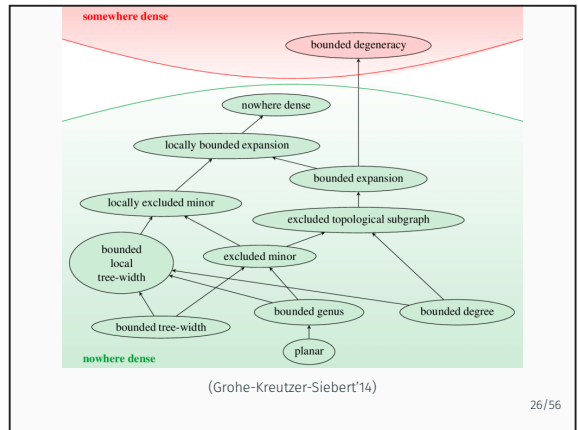 somewhere dense
bounded degeneracy
nowhere dense
locally bounded expansion
bounded expansion
locally excluded minor
excluded topological subgraph
bounded
local
tree-width
excluded minor
bounded tree-width
bounded genus
bounded degree
planar
nowhere dense
(Grohe-Kreutzer-Siebert'14)
26/56